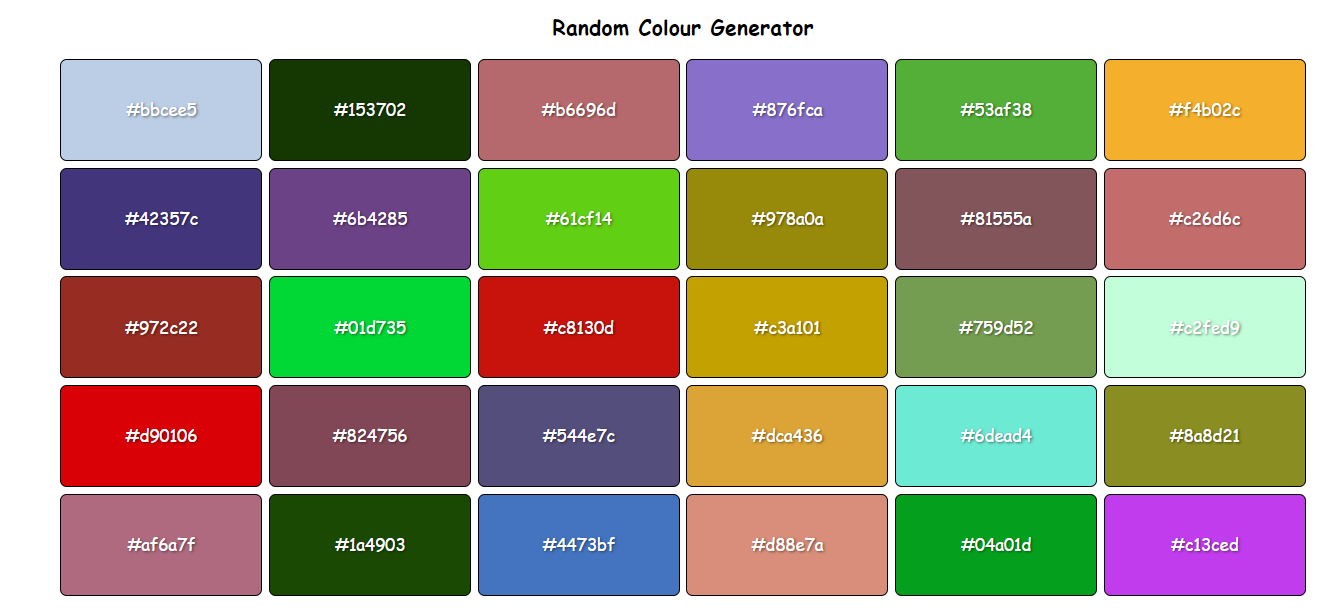 Random Colour Generator
#bbcee5 #153702 #b6696d #876fca #53af38 #f4b02c
#42357c #6b4285 #61cf14 #978a0a #81555a #c26d6c
#972c22 #01d735 #c8130d #c3a101 #759d52 #c2fed9
#d90106 #824756 #544e7c #dca436 #6dead4 #8a8d21
#af6a7f #1a4903 #4473bf #d88e7a #04a01d #c13ced